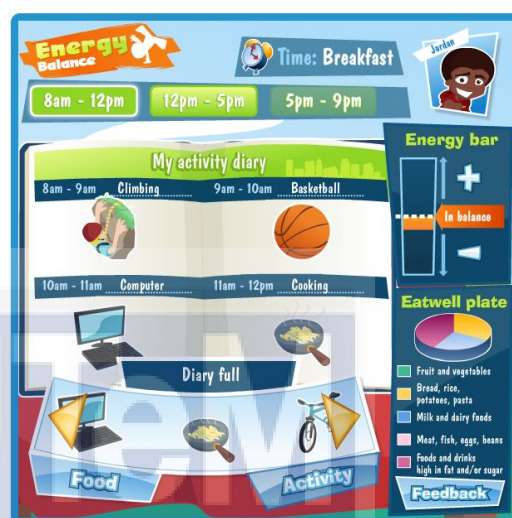 Energy
Balance
Time: Breakfast
Jordan
8am - 12pm
12pm - 5pm
5pm - 9pm
My activity diary
8am - 9am Climbing
9am - 10am Basketball
10am - 11am Computer
11am - 12pm Cooking
Diary full
Food
Activity
Energy bar
In balance
Eatwell plate
Fruit and vegetables
Bread, rice,
potatoes, pasta
Milk and dairy foods
Meat, fish, eggs, beans
Foods and drinks
high in fat and/or sugar
Feedback
TeM